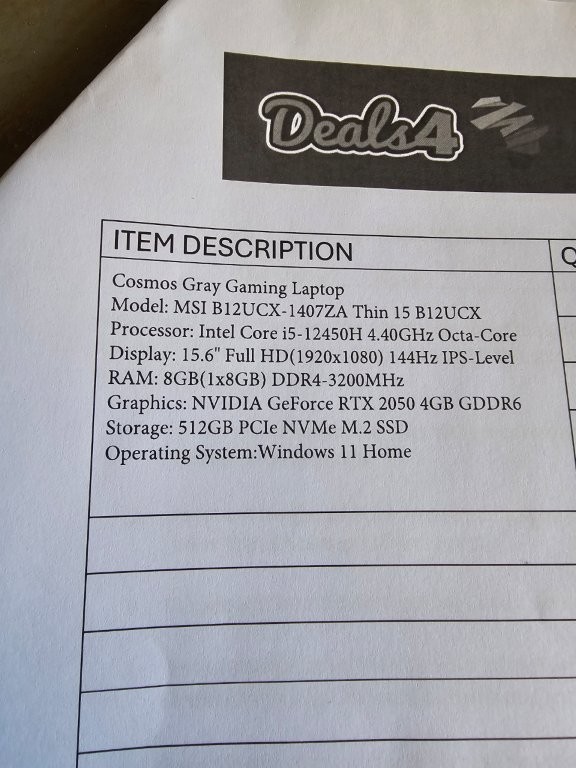 Deals4
ITEM DESCRIPTION
Q
Cosmos Gray Gaming Laptop
Model: MSI B12UCX-1407ZA Thin 15 B12UCX
Processor: Intel Core i5-12450H 4.40GHz Octa-Core
Display: 15.6" Full HD(1920x1080) 144Hz IPS-Level
RAM: 8GB(1x8GB) DDR4-3200MHz
Graphics: NVIDIA GeForce RTX 2050 4GB GDDR6
Storage: 512GB PCIe NVMe M.2 SSD
Operating System:Windows 11 Home